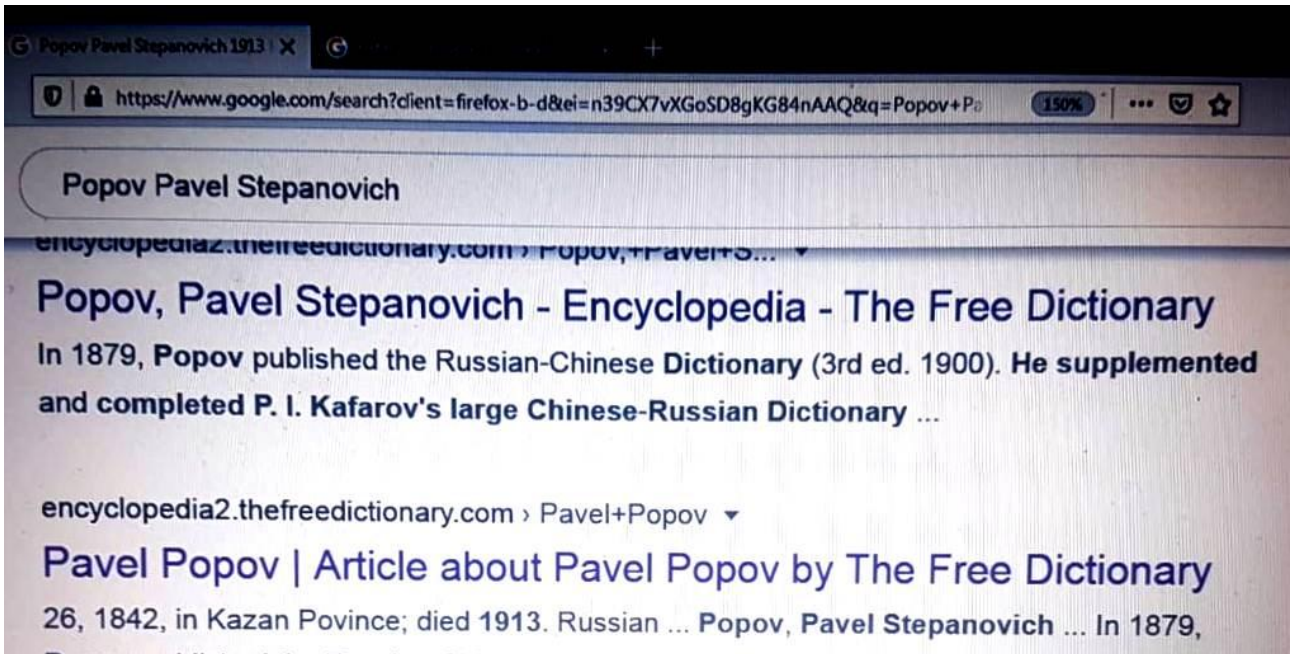 Popov Pavel Stepanovich 1913
https://www.google.com/search?client=firefox-b-d&ei=n39CX7vXGoSD8gKG84nAAQ&q=Popov+Pa
150%
Popov Pavel Stepanovich
encyclopedia2.thefreedictionary.com › Popov,+Pavel+S...
Popov, Pavel Stepanovich - Encyclopedia - The Free Dictionary
In 1879, Popov published the Russian-Chinese Dictionary (3rd ed. 1900). He supplemented
and completed P. I. Kafarov's large Chinese-Russian Dictionary ...
encyclopedia2.thefreedictionary.com › Pavel+Popov
Pavel Popov | Article about Pavel Popov by The Free Dictionary
26, 1842, in Kazan Povince; died 1913. Russian ... Popov, Pavel Stepanovich ... In 1879,